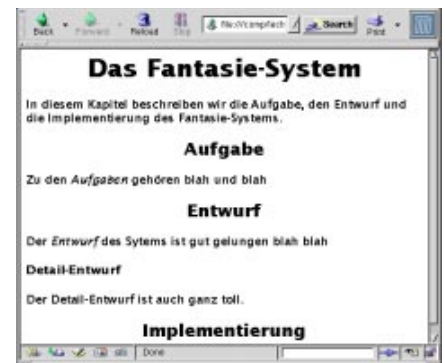 Back Forward Reload Stop Search Print
Das Fantasie-System
In diesem Kapitel beschreiben wir die Aufgabe, den Entwurf und
die Implementierung des Fantasie-Systems.
Aufgabe
Zu den Aufgaben gehören blah und blah
Entwurf
Der Entwurf des Sytems ist gut gelungen blah blah
Detail-Entwurf
Der Detail-Entwurf ist auch ganz toll.
Implementierung
Done